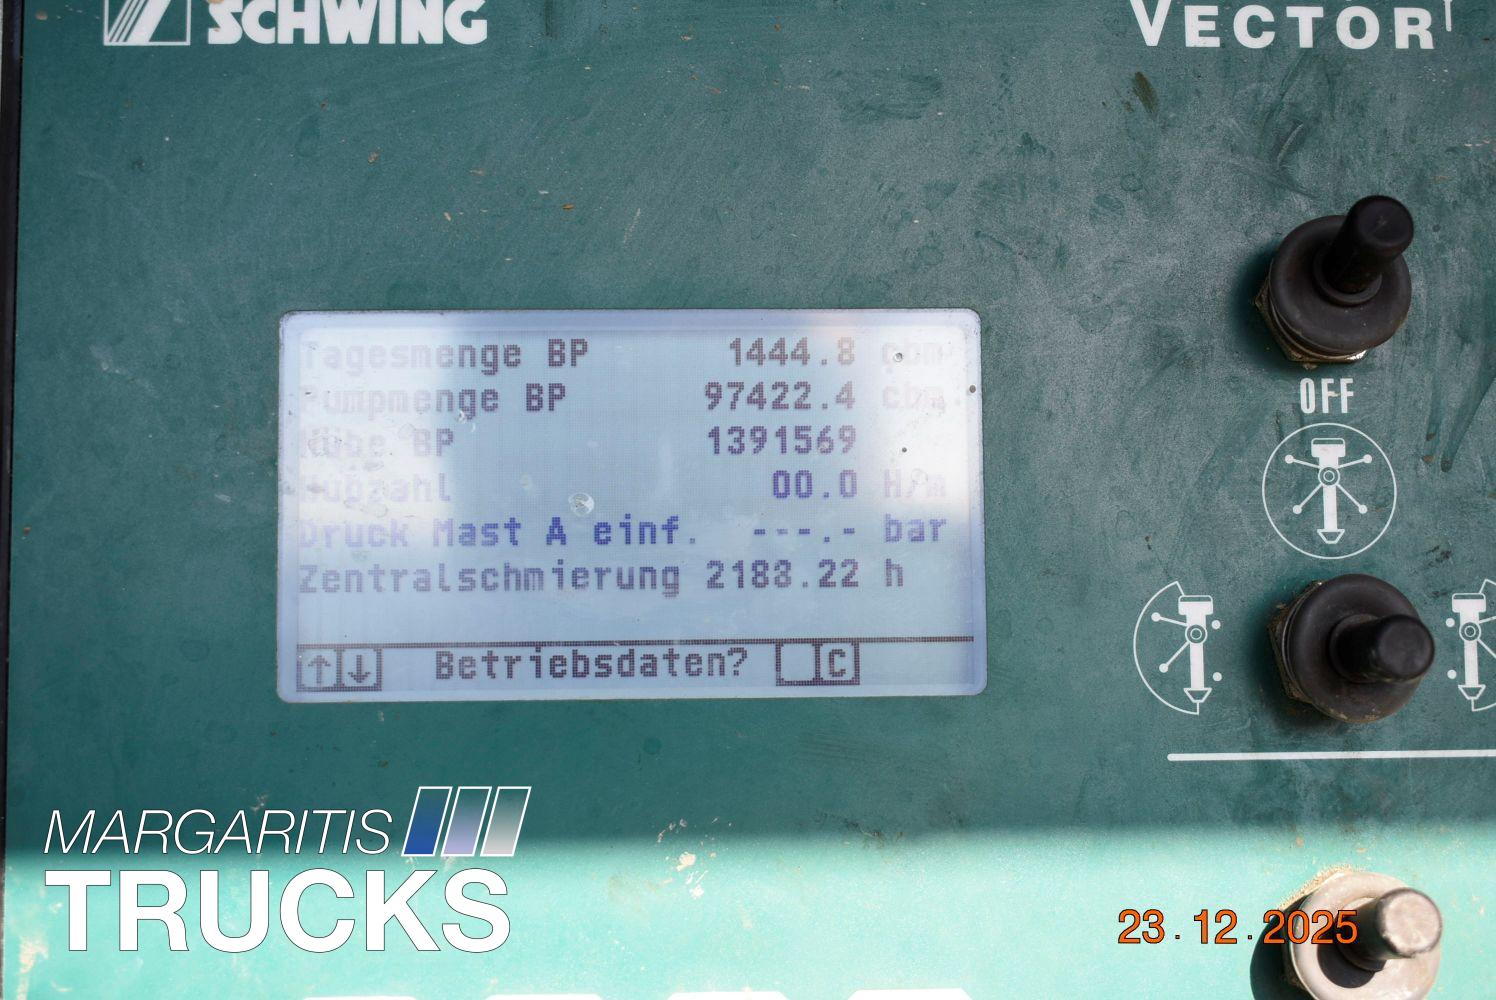 SCHWING
VECTOR
Tagesmenge BP 1444.8 cbm
Pumpmenge BP 97422.4 cbm
Hübe BP 1391569
Hubzahl 00.0 H/m
Druck Mast A einf. ---.- bar
Zentralschmierung 2183.22 h
↑ ↓ Betriebsdaten? C
OFF
MARGARITIS
TRUCKS
23.12.2025